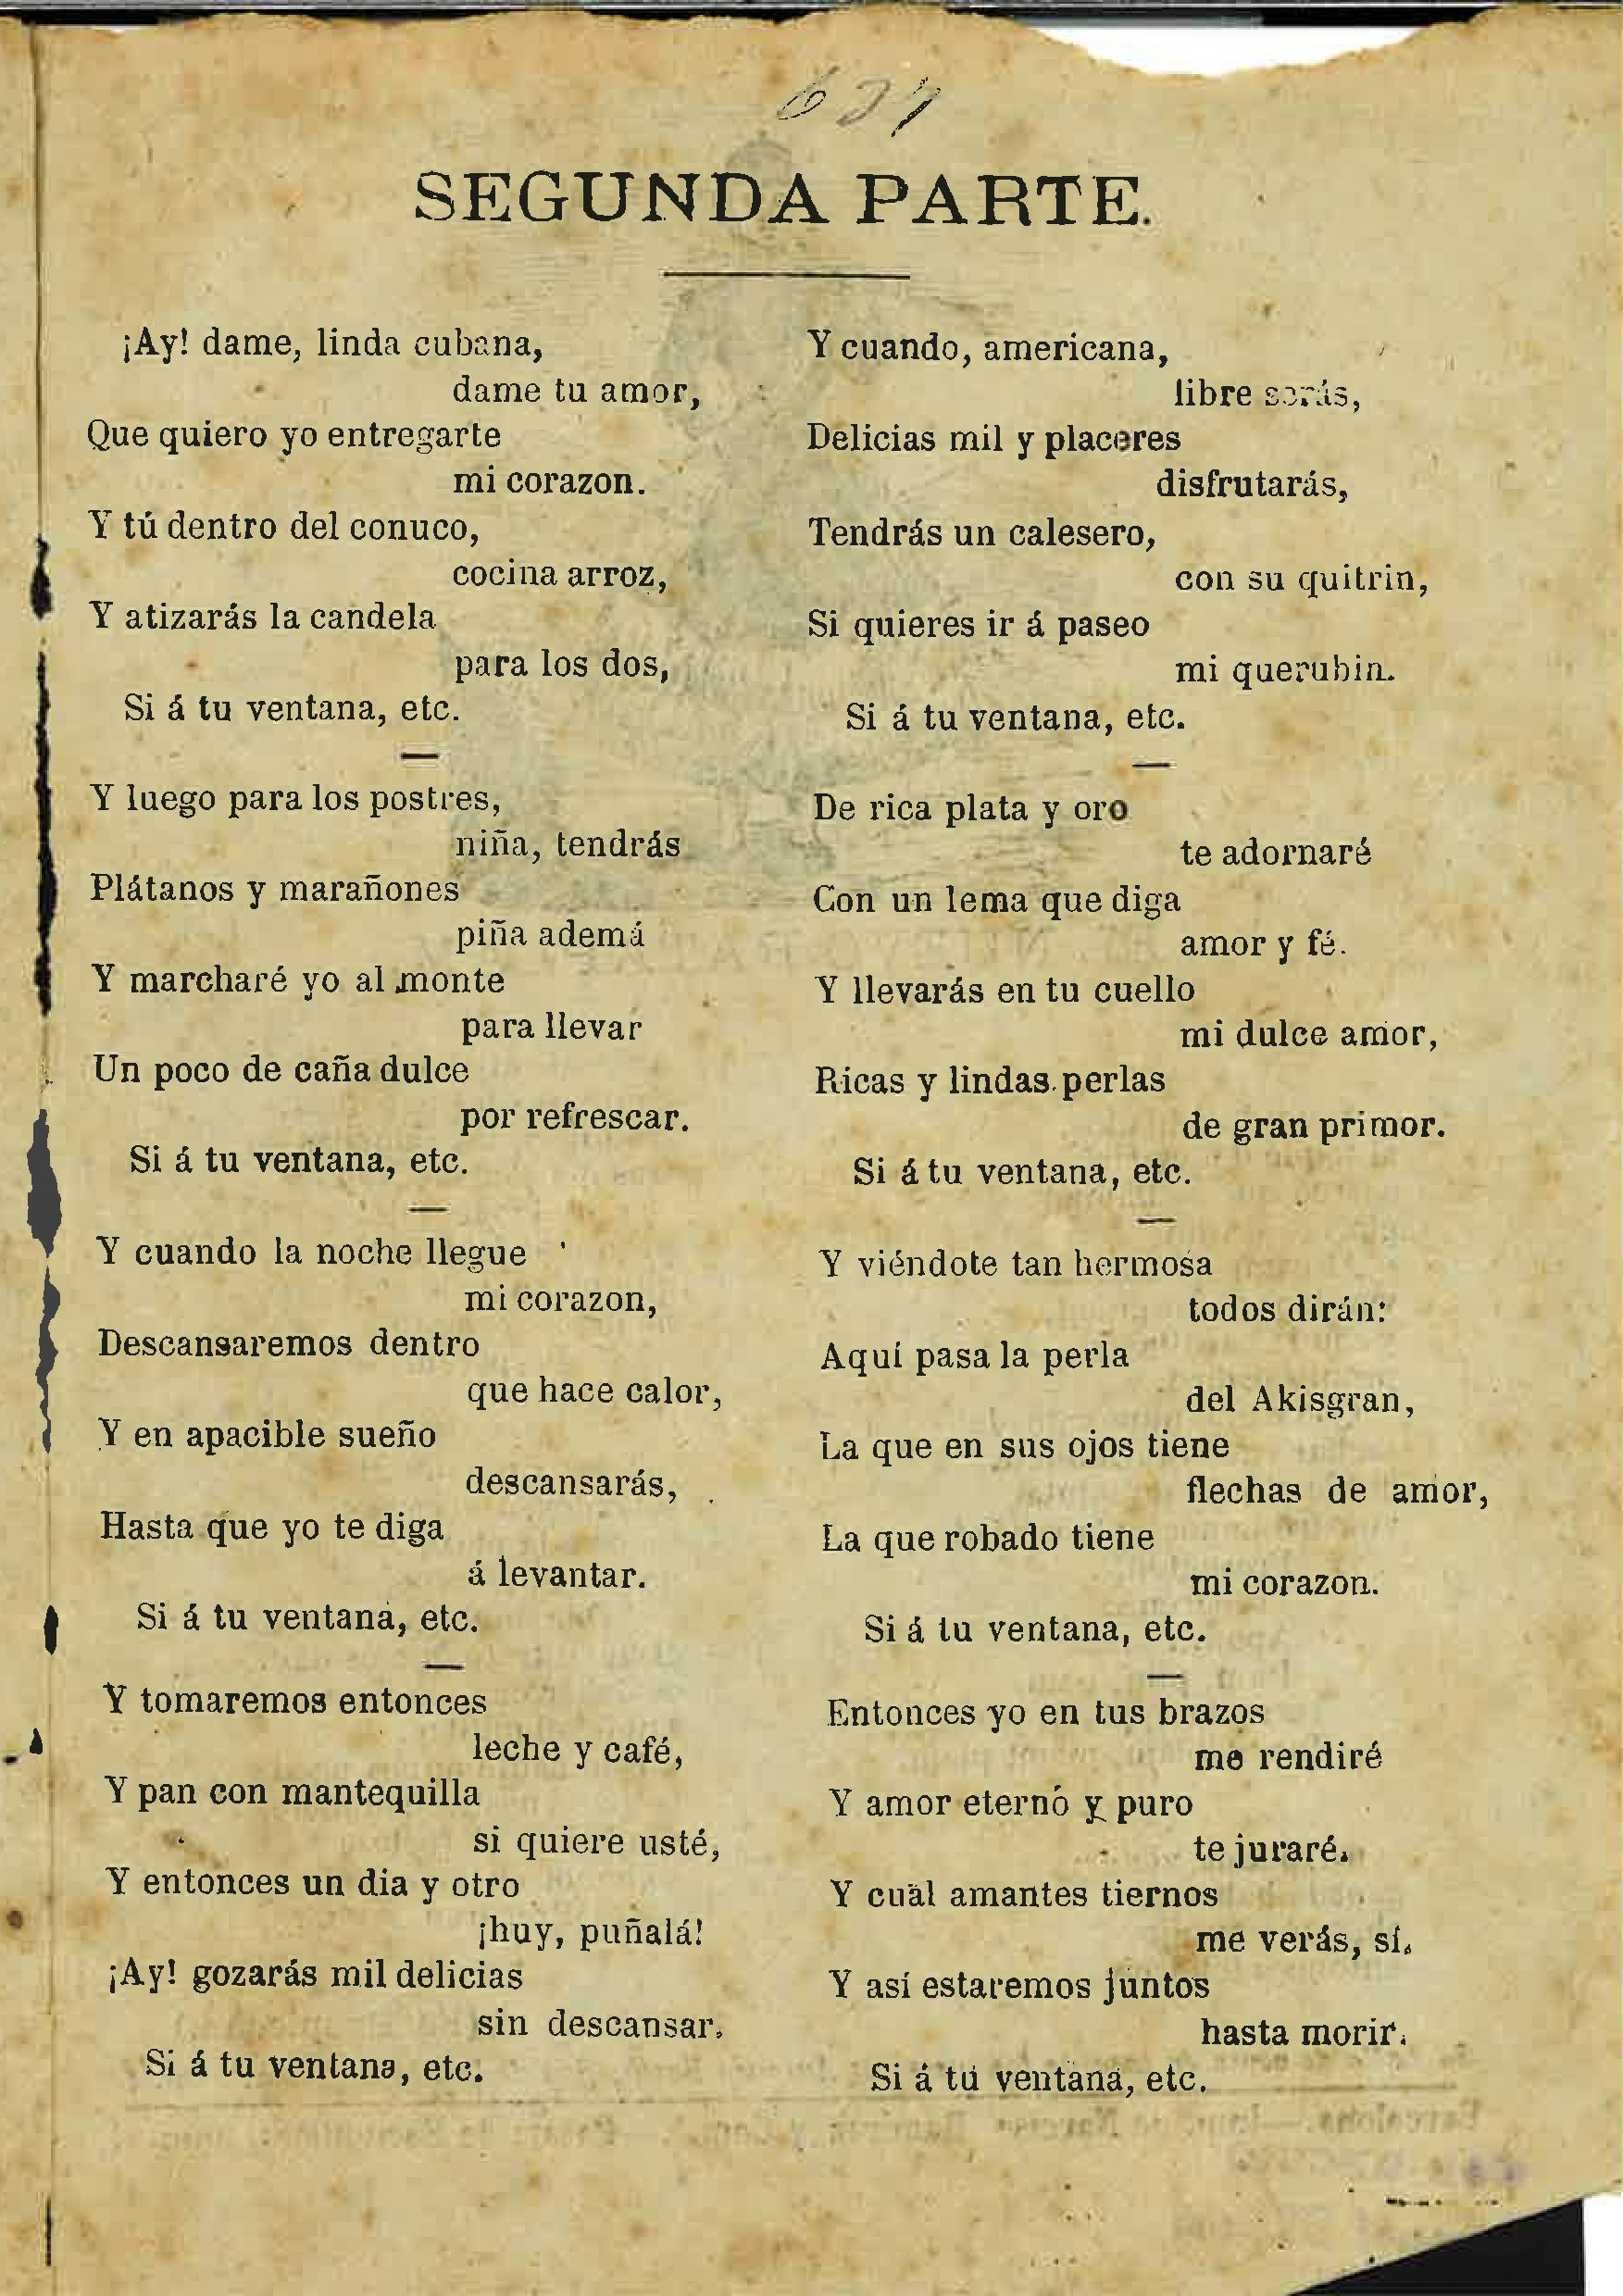 SEGUNDA PARTE.
¡Ay! dame, linda cubana,
dame tu amor,
Que quiero yo entregarte
mi corazon.
Y tú dentro del conuco,
cocina arroz,
Y atizarás la candela
para los dos,
Si á tu ventana, etc.
—
Y luego para los postres,
niña, tendrás
Plátanos y marañones
piña ademá
Y marcharé yo al monte
para llevar
Un poco de caña dulce
por refrescar.
Si á tu ventana, etc.
—
Y cuando la noche llegue
mi corazon,
Descansaremos dentro
que hace calor,
Y en apacible sueño
descansarás,
Hasta que yo te diga
á levantar.
Si á tu ventana, etc.
—
Y tomaremos entonces
leche y café,
Y pan con mantequilla
si quiere usté,
Y entonces un dia y otro
¡huy, puñalá!
¡Ay! gozarás mil delicias
sin descansar.
Si á tu ventana, etc.
Y cuando, americana,
libre serás,
Delicias mil y placeres
disfrutarás,
Tendrás un calesero,
con su quitrin,
Si quieres ir á paseo
mi querubin.
Si á tu ventana, etc.
—
De rica plata y oro
te adornaré
Con un lema que diga
amor y fé.
Y llevarás en tu cuello
mi dulce amor,
Ricas y lindas perlas
de gran primor.
Si á tu ventana, etc.
—
Y viéndote tan hermosa
todos dirán:
Aquí pasa la perla
del Akisgran,
La que en sus ojos tiene
flechas de amor,
La que robado tiene
mi corazon.
Si á tu ventana, etc.
—
Entonces yo en tus brazos
me rendiré
Y amor eterno y puro
te juraré.
Y cual amantes tiernos
me verás, sí.
Y así estaremos juntos
hasta morir.
Si á tu ventana, etc.